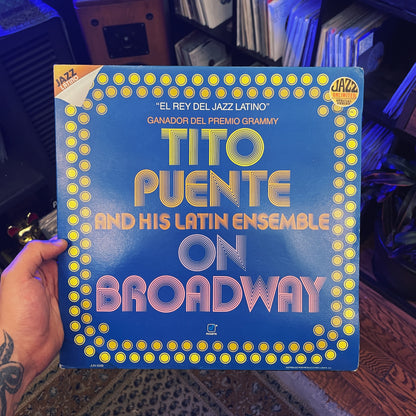 JAZZ
LATINO
"EL REY DEL JAZZ LATINO"
GANADOR DEL PREMIO GRAMMY
JAZZ
TITO
PUENTE
AND HIS LATIN ENSEMBLE
ON
BROADWAY